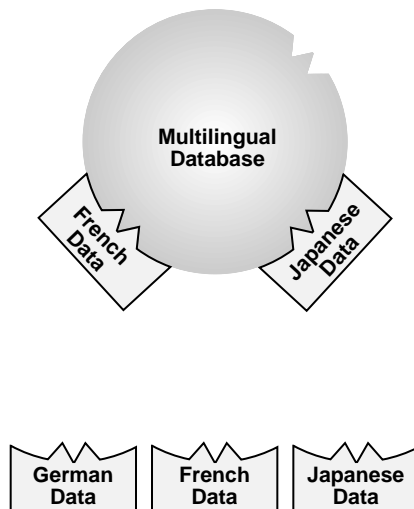 Multilingual
Database
French
Data
Japanese
Data
German
Data
French
Data
Japanese
Data